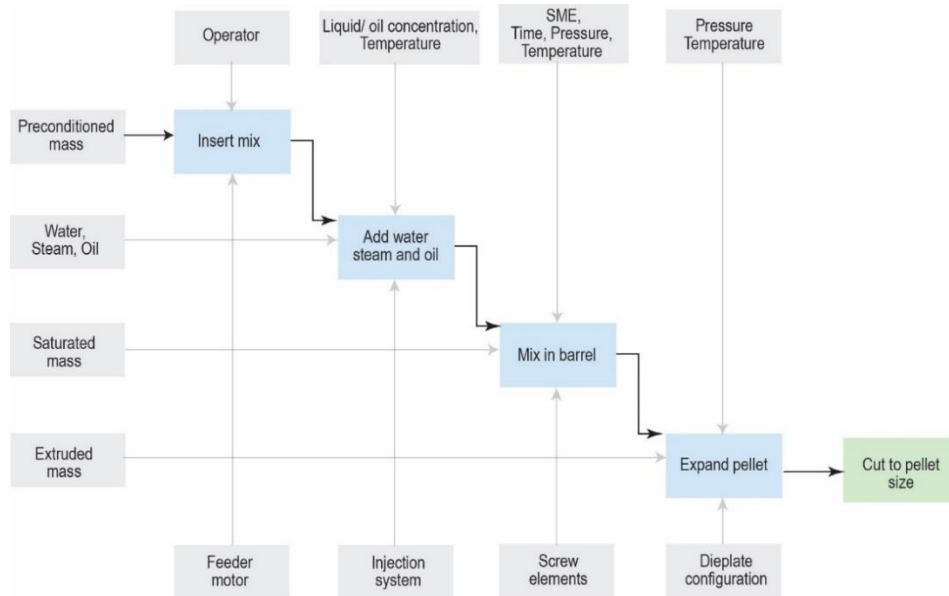 Operator
Liquid/ oil concentration,
Temperature
SME,
Time, Pressure,
Temperature
Pressure
Temperature
Preconditioned
mass
Insert mix
Water,
Steam, Oil
Add water
steam and oil
Saturated
mass
Mix in barrel
Extruded
mass
Expand pellet
Cut to pellet
size
Feeder
motor
Injection
system
Screw
elements
Dieplate
configuration